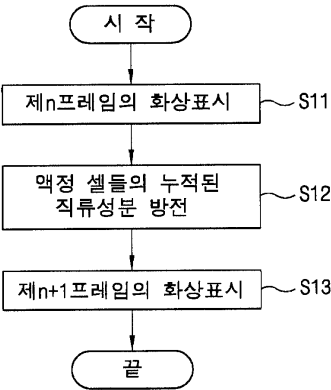 시 작
제n프레임의 화상표시
S11
액정 셀들의 누적된
직류성분 방전
S12
제n+1프레임의 화상표시
S13
끝